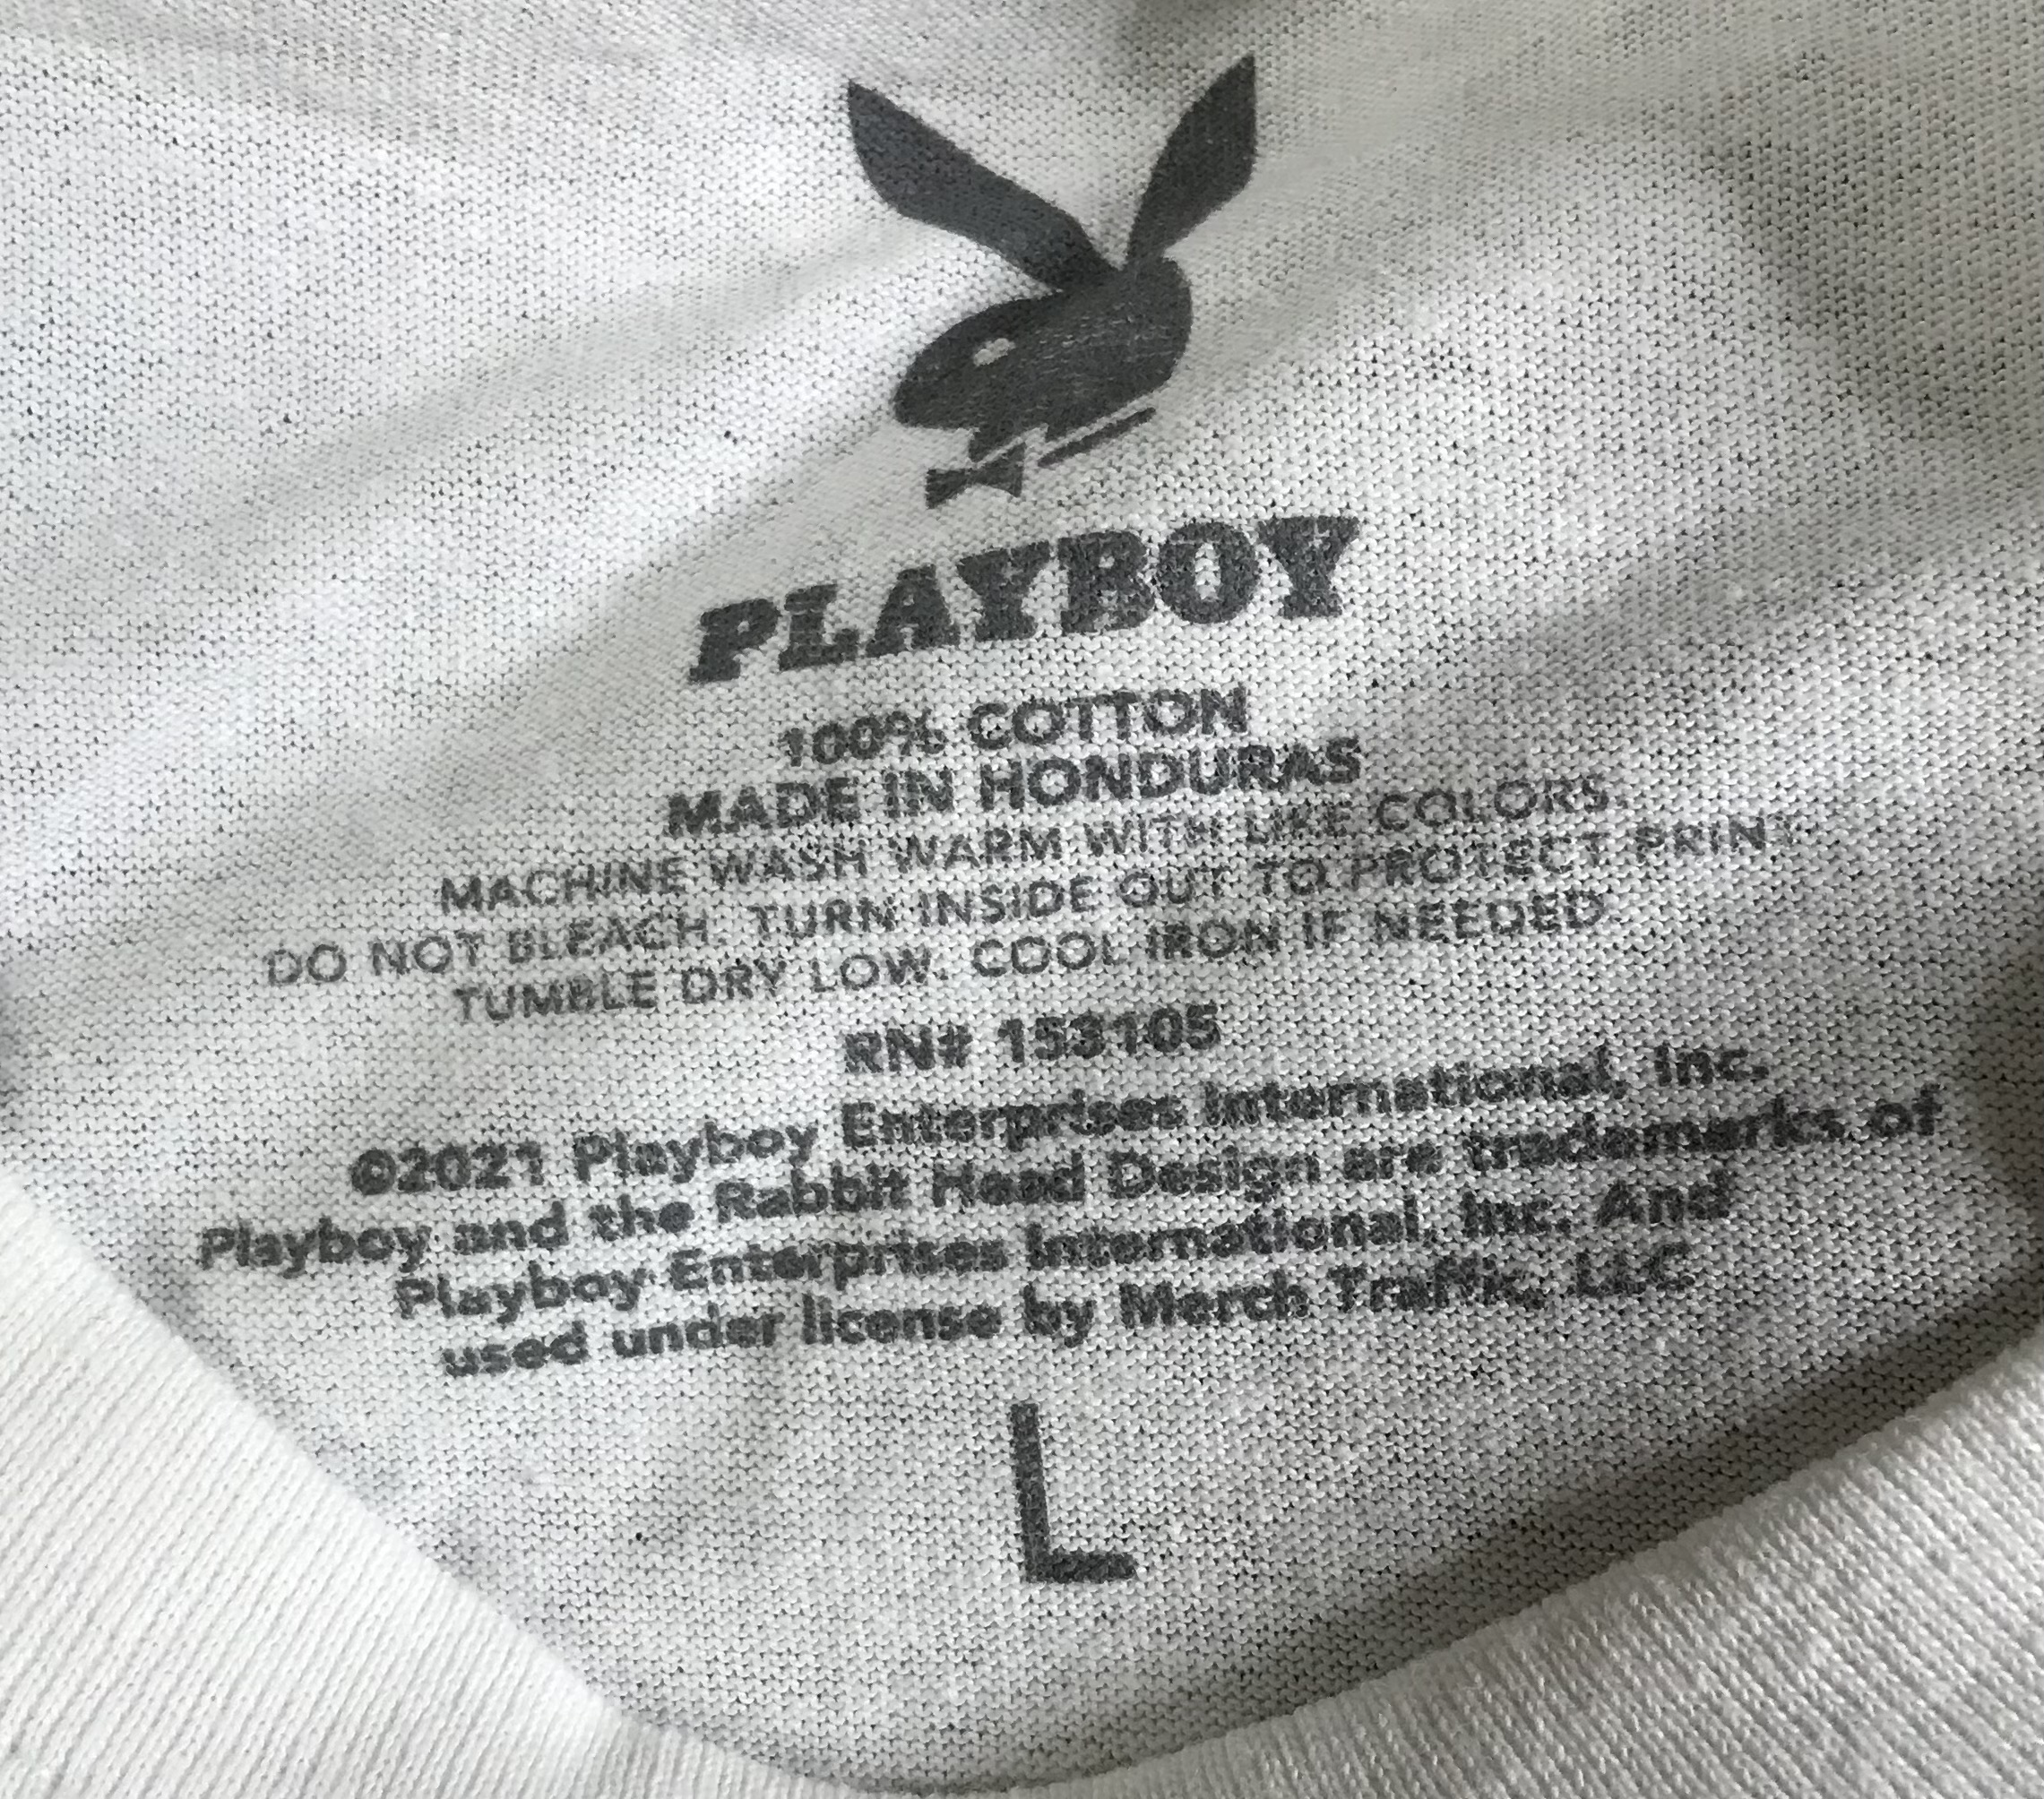 PLAYBOY
100% COTTON
MADE IN HONDURAS
MACHINE WASH WARM WITH LIKE COLORS.
DO NOT BLEACH. TURN INSIDE OUT TO PROTECT PRINT.
TUMBLE DRY LOW. COOL IRON IF NEEDED.
RN# 153105
©2021 Playboy Enterprises International, Inc.
Playboy and the Rabbit Head Design are trademarks of
Playboy Enterprises International, Inc. And
used under license by Merch Traffic, LLC
L